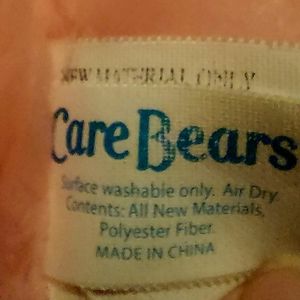 NEW MATERIAL ONLY
Care Bears
Surface washable only. Air Dry
Contents: All New Materials,
Polyester Fiber
MADE IN CHINA